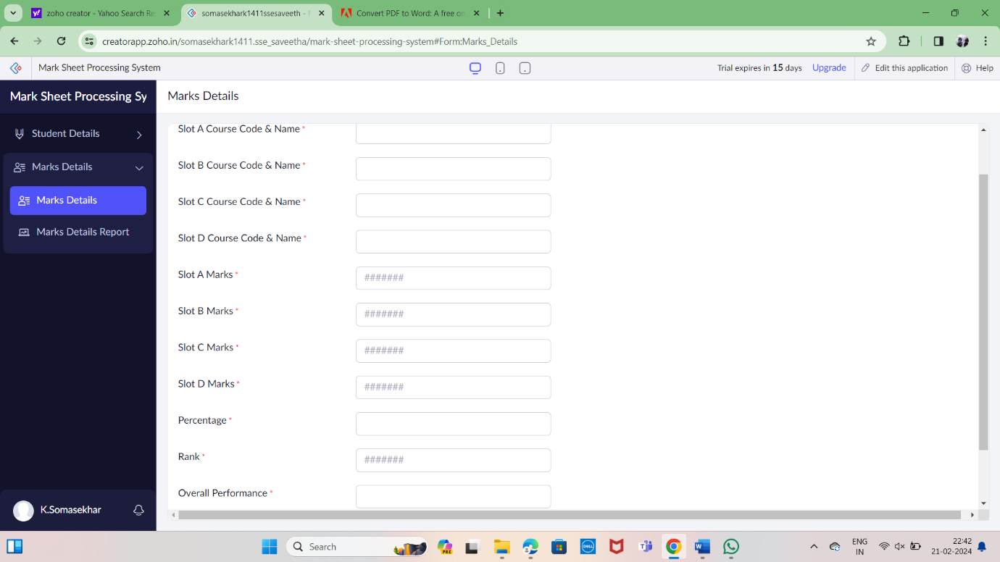 zoho creator - Yahoo Search Re
somasekhark1411ssesaveeth -
Convert PDF to Word: A free on
creatorapp.zoho.in/somasekhark1411.sse_saveetha/mark-sheet-processing-system#Form:Marks_Details
Mark Sheet Processing System
Trial expires in 15 days Upgrade Edit this application Help
Mark Sheet Processing Sy
Marks Details
Student Details
Marks Details
Marks Details
Marks Details Report
Slot A Course Code & Name *
Slot B Course Code & Name *
Slot C Course Code & Name *
Slot D Course Code & Name *
Slot A Marks * #######
Slot B Marks * #######
Slot C Marks * #######
Slot D Marks * #######
Percentage *
Rank * #######
Overall Performance *
K.Somasekhar
Search
PRE
DELL
ENG
IN
22:42
21-02-2024